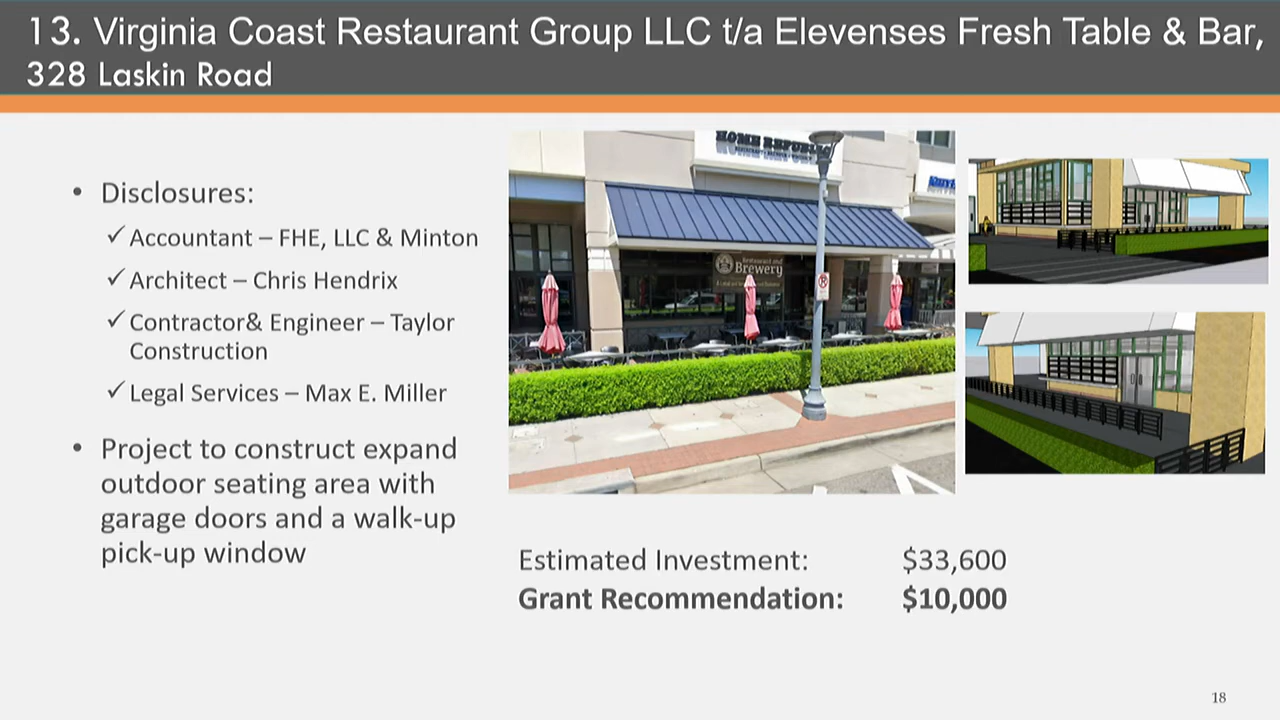 13. Virginia Coast Restaurant Group LLC t/a Elevenses Fresh Table & Bar,
328 Laskin Road
• Disclosures:
✓ Accountant – FHE, LLC & Minton
✓ Architect – Chris Hendrix
✓ Contractor& Engineer – Taylor
Construction
✓ Legal Services – Max E. Miller
• Project to construct expand
outdoor seating area with
garage doors and a walk-up
pick-up window
HOME REPUBLIC
Restaurant and
Brewery
Estimated Investment: $33,600
Grant Recommendation: $10,000
18